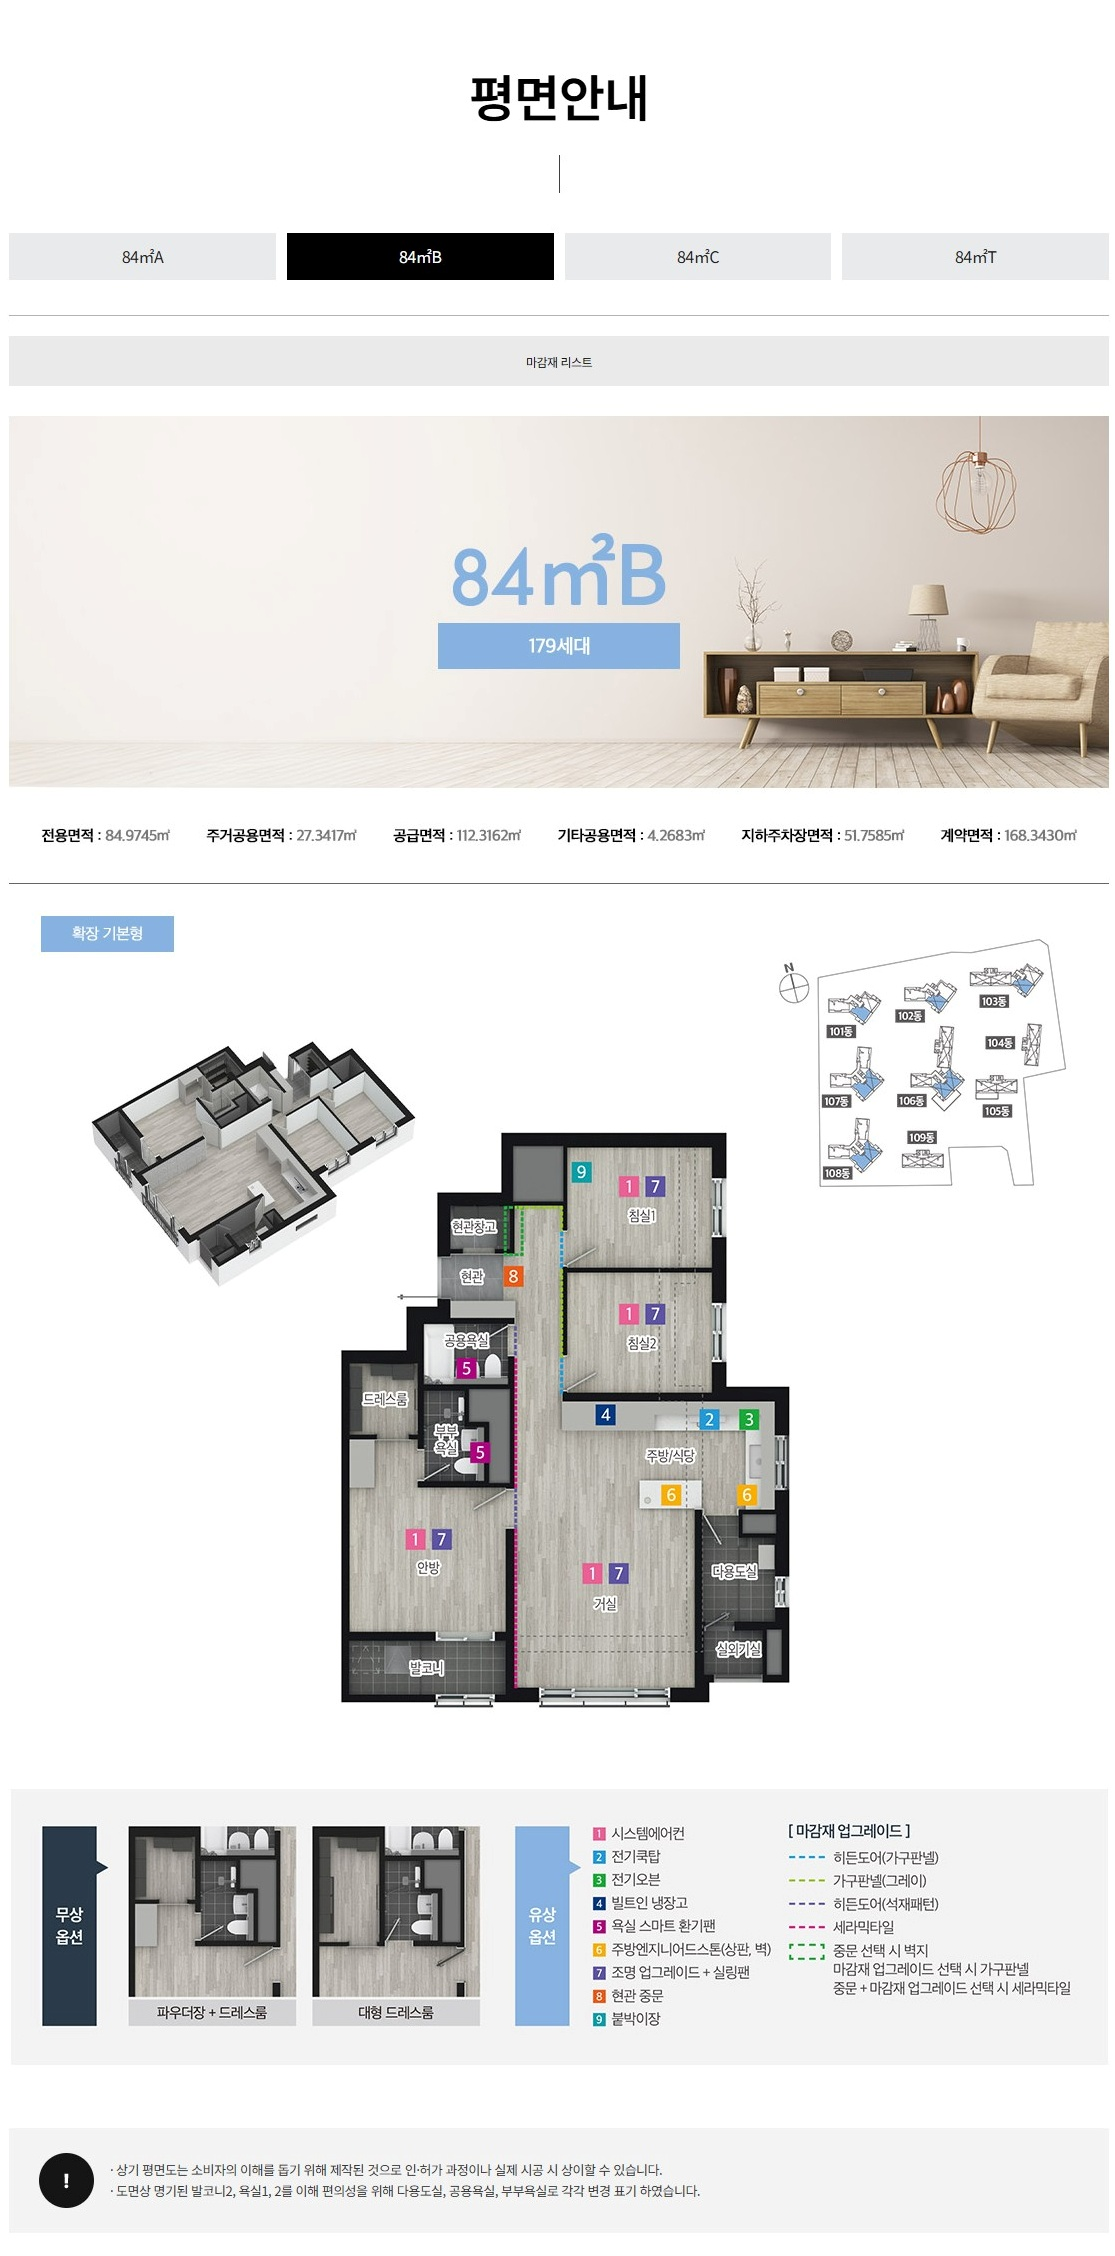 평면안내
84㎡A
84㎡B
84㎡C
84㎡T
마감재 리스트
84㎡B
179세대
전용면적 : 84.9745㎡
주거공용면적 : 27.3417㎡
공급면적 : 112.3162㎡
기타공용면적 : 4.2683㎡
지하주차장면적 : 51.7585㎡
계약면적 : 168.3430㎡
확장 기본형
N
103동
102동
101동
104동
107동
106동
105동
109동
108동
9
1 7
침실1
현관창고
현관
8
1 7
침실2
공용욕실
5
드레스룸
4
2
3
부부
욕실
5
주방/식당
6
6
1 7
안방
1 7
거실
다용도실
실외기실
발코니
무상
옵션
파우더장 + 드레스룸
대형 드레스룸
유상
옵션
1 시스템에어컨
2 전기쿡탑
3 전기오븐
4 빌트인 냉장고
5 욕실 스마트 환기팬
6 주방엔지니어드스톤(상판, 벽)
7 조명 업그레이드 + 실링팬
8 현관 중문
9 붙박이장
[ 마감재 업그레이드 ]
히든도어(가구판넬)
가구판넬(그레이)
히든도어(석재패턴)
세라믹타일
중문 선택 시 벽지
마감재 업그레이드 선택 시 가구판넬
중문 + 마감재 업그레이드 선택 시 세라믹타일
!
· 상기 평면도는 소비자의 이해를 돕기 위해 제작된 것으로 인·허가 과정이나 실제 시공 시 상이할 수 있습니다.
· 도면상 명기된 발코니2, 욕실1, 2를 이해 편의성을 위해 다용도실, 공용욕실, 부부욕실로 각각 변경 표기 하였습니다.